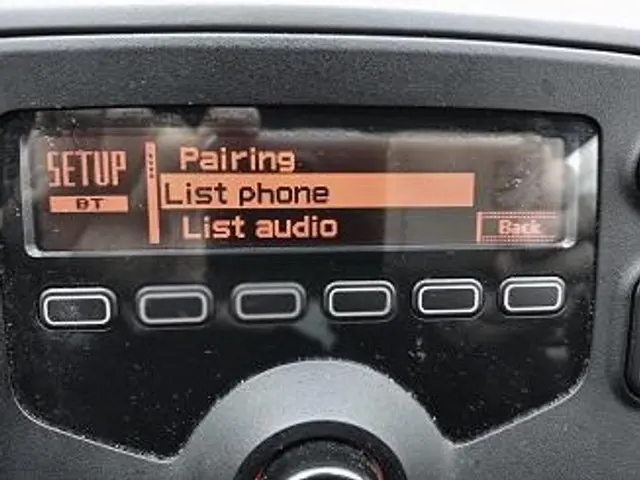 SETUP
BT
Pairing
List phone
List audio
Back